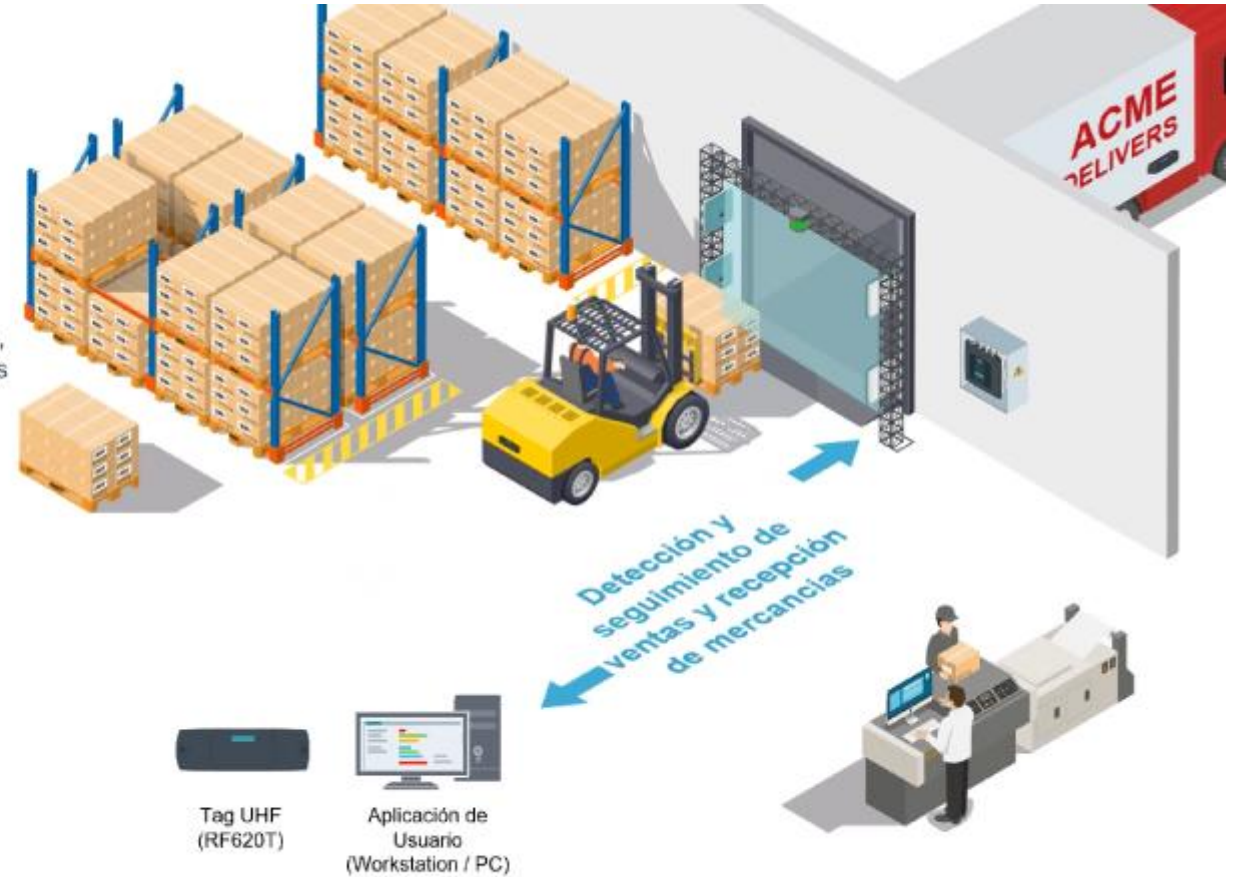 ACME
DELIVERS
,
s
Detección y
seguimiento de
ventas y recepción
de mercancias
Tag UHF
(RF620T)
Aplicación de
Usuario
(Workstation / PC)